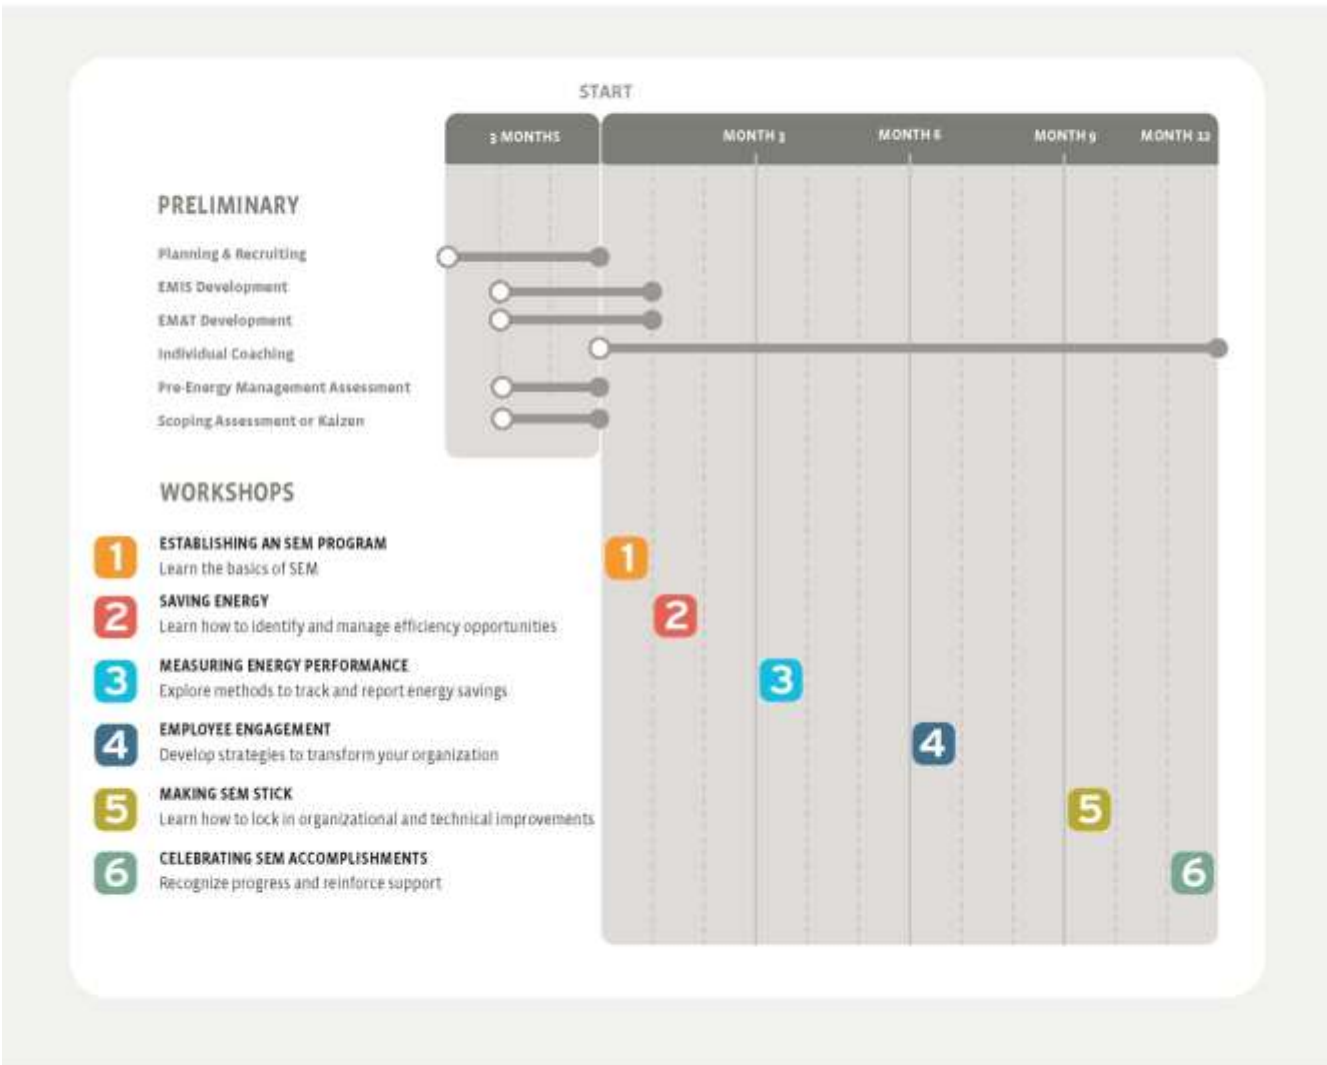 START
3 MONTHS MONTH 3 MONTH 6 MONTH 9 MONTH 12
PRELIMINARY
Planning & Recruiting
EMIS Development
EM&T Development
Individual Coaching
Pre-Energy Management Assessment
Scoping Assessment or Kaizen
WORKSHOPS
1 ESTABLISHING AN SEM PROGRAM
Learn the basics of SEM
1
2 SAVING ENERGY
Learn how to identify and manage efficiency opportunities
2
3 MEASURING ENERGY PERFORMANCE
Explore methods to track and report energy savings
3
4 EMPLOYEE ENGAGEMENT
Develop strategies to transform your organization
4
5 MAKING SEM STICK
Learn how to lock in organizational and technical improvements
5
6 CELEBRATING SEM ACCOMPLISHMENTS
Recognize progress and reinforce support
6